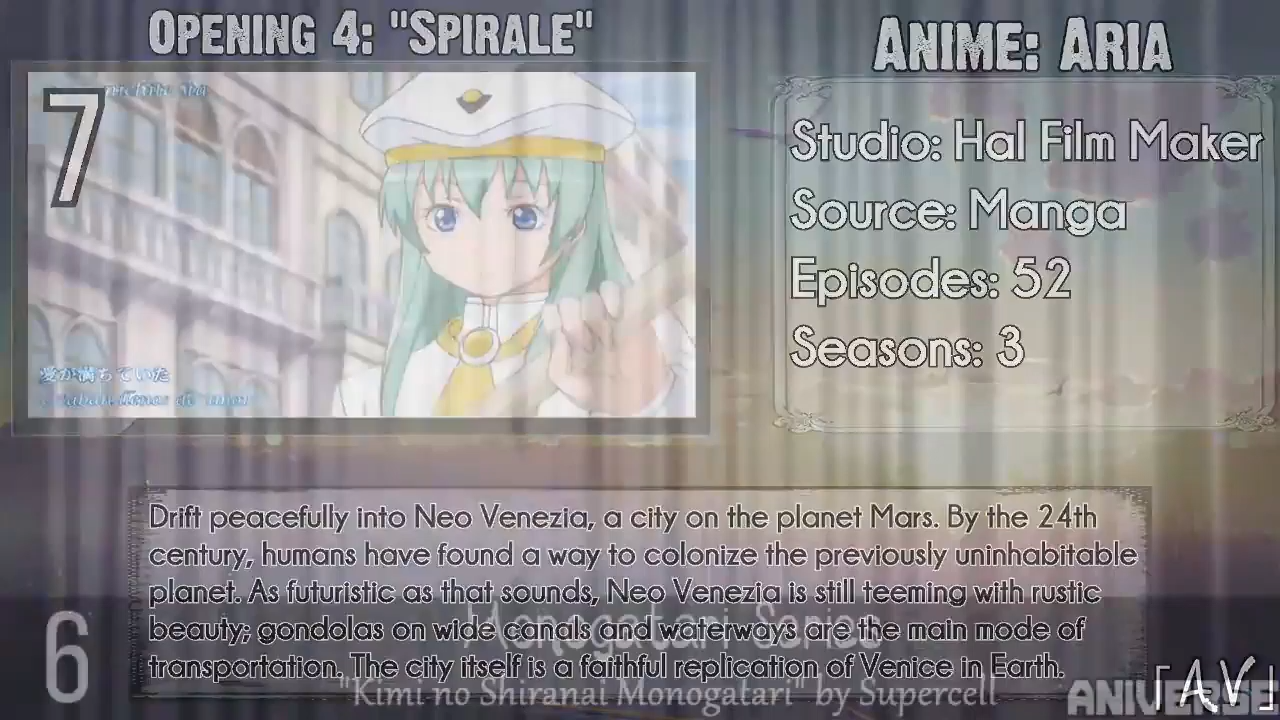 OPENING 4: "SPIRALE"
ANIME: ARIA
7
愛が満ちていた
Studio: Hal Film Maker
Source: Manga
Episodes: 52
Seasons: 3
Drift peacefully into Neo Venezia, a city on the planet Mars. By the 24th
century, humans have found a way to colonize the previously uninhabitable
planet. As futuristic as that sounds, Neo Venezia is still teeming with rustic
beauty; gondolas on wide canals and waterways are the main mode of
transportation. The city itself is a faithful replication of Venice in Earth.
6
Monogatari Series
"Kimi no Shiranai Monogatari" by Supercell
「AV」
ANIVERSE